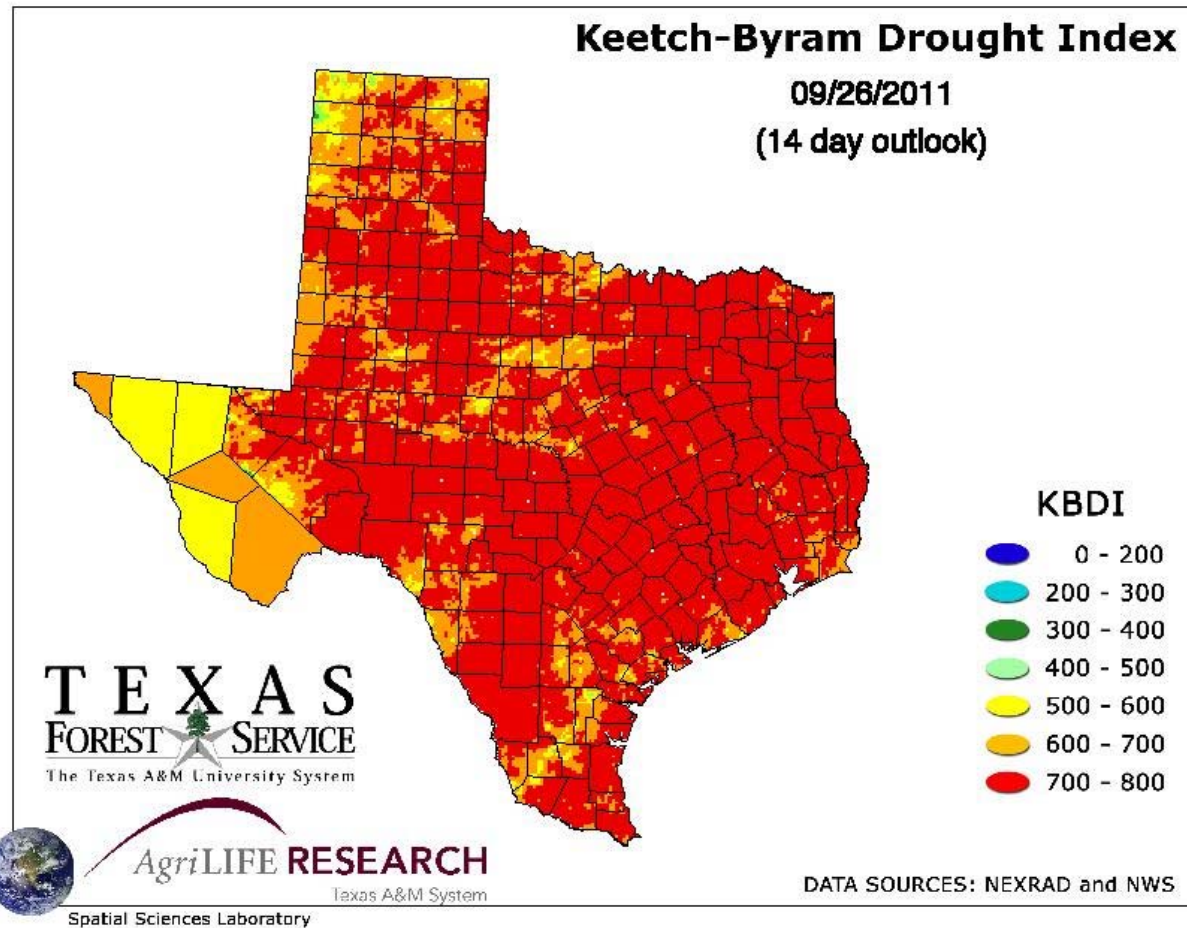 Keetch-Byram Drought Index
09/26/2011
(14 day outlook)
KBDI
0 - 200
200 - 300
300 - 400
400 - 500
500 - 600
600 - 700
700 - 800
TEXAS
FOREST SERVICE
The Texas A&M University System
AgriLIFE RESEARCH
Texas A&M System
Spatial Sciences Laboratory
DATA SOURCES: NEXRAD and NWS